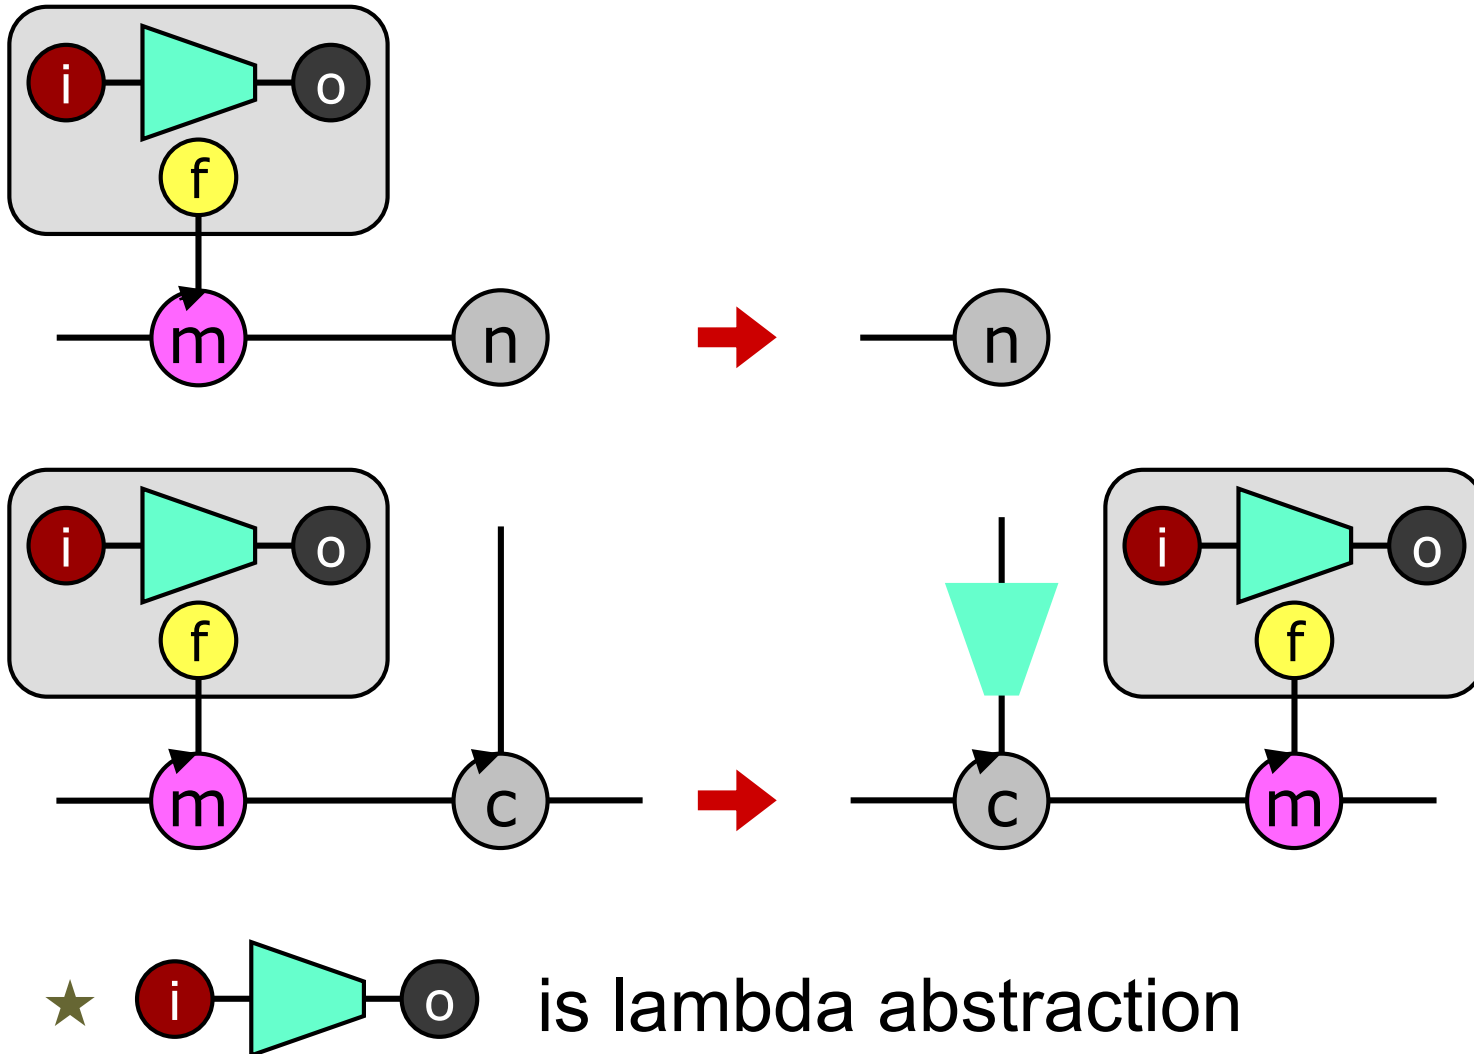 i o
f
m n n
i o i o
f f
m c c m
i o is lambda abstraction